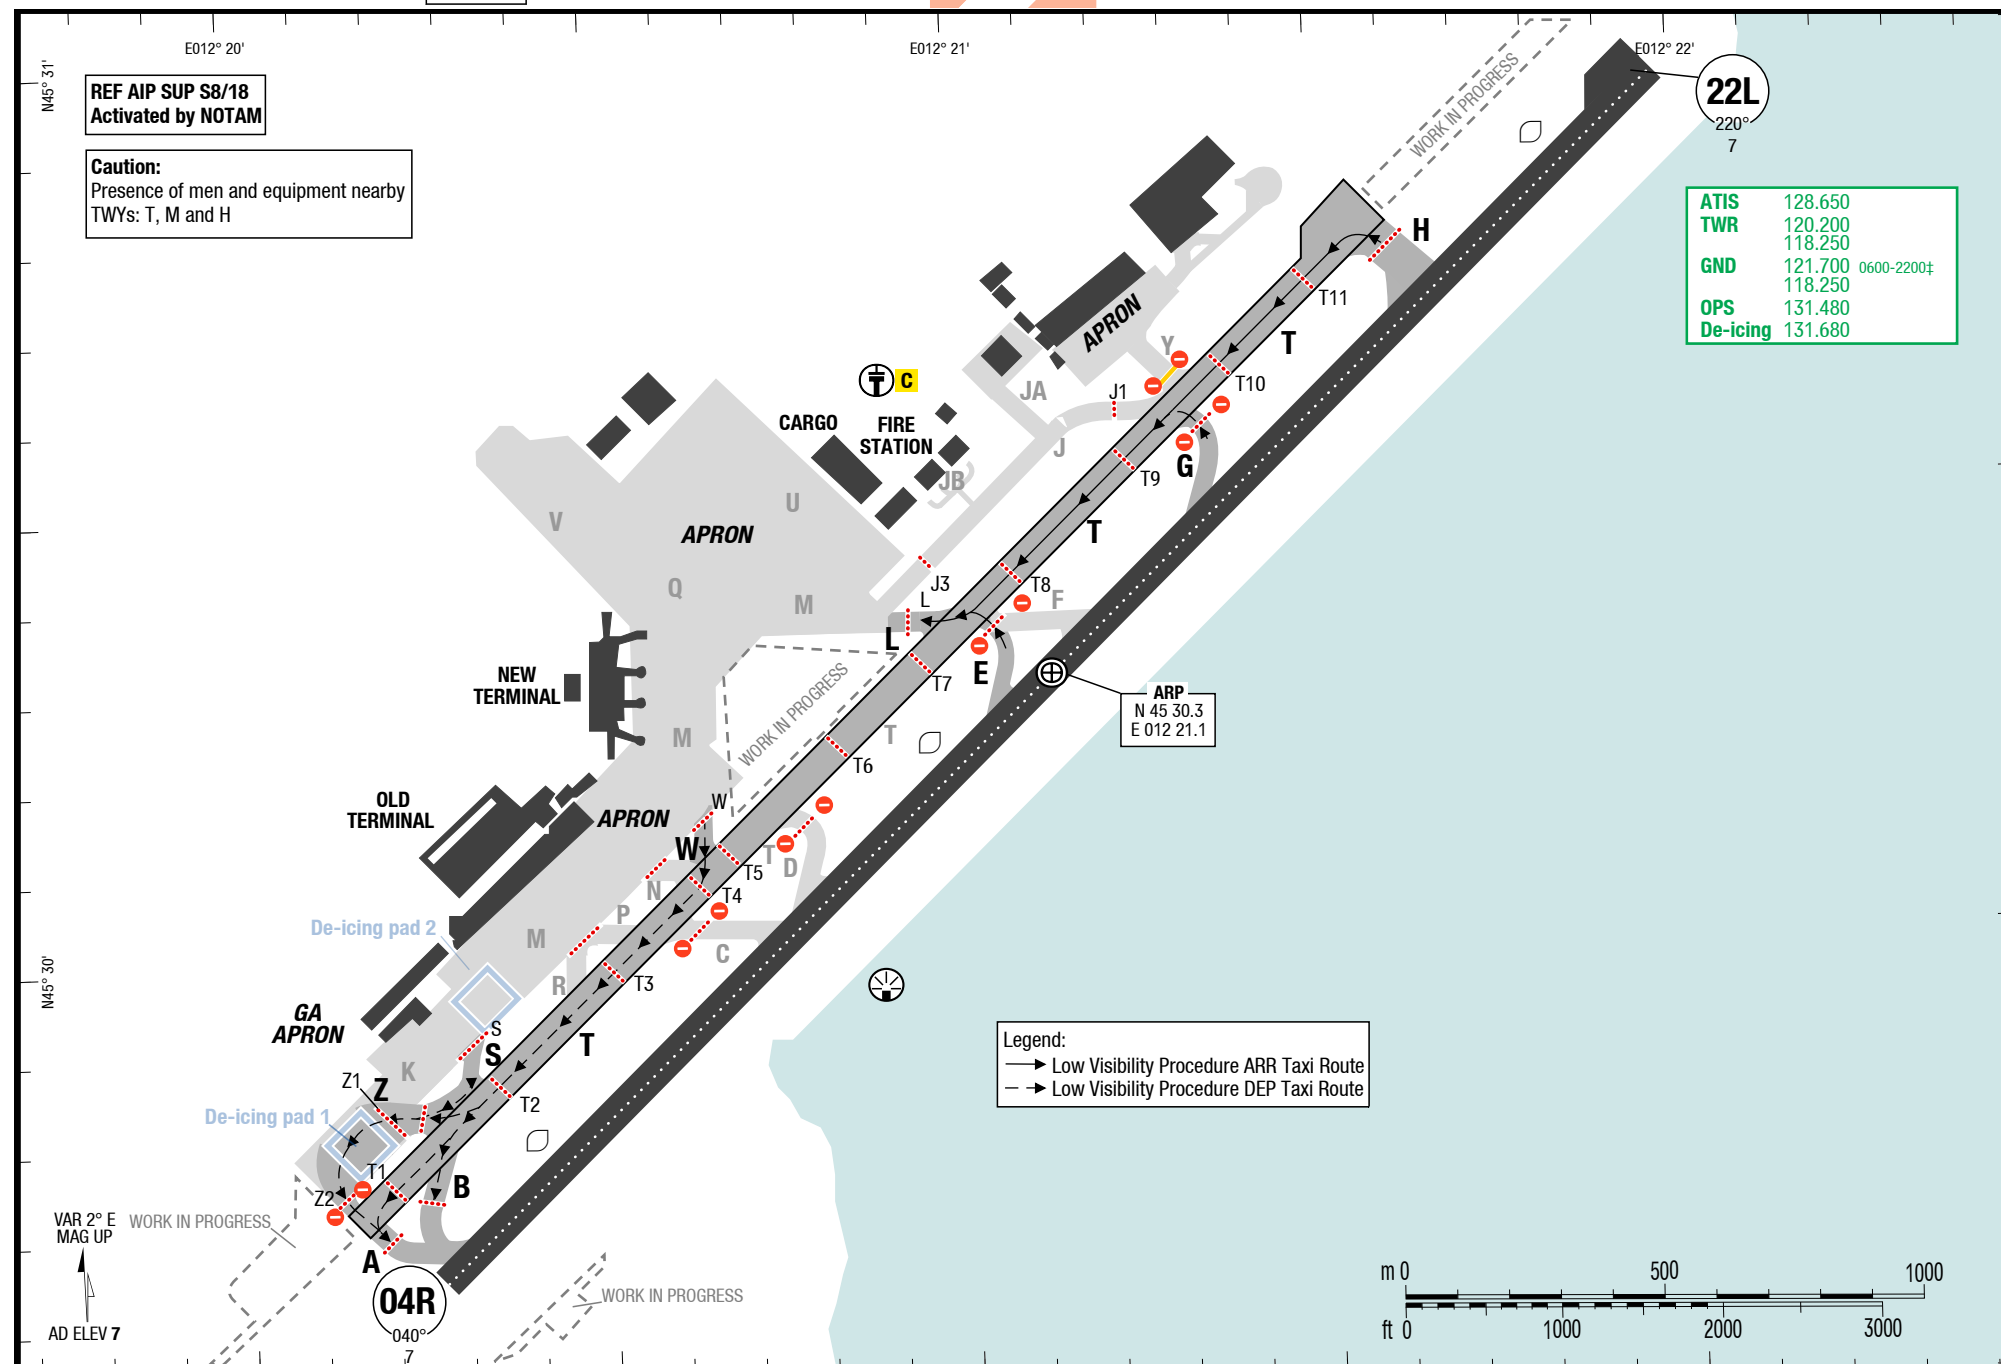 E012° 20'
E012° 21'
E012° 22'
N45° 31'
REF AIP SUP S8/18
Activated by NOTAM
Caution:
Presence of men and equipment nearby
TWYs: T, M and H
WORK IN PROGRESS
22L
220°
7
ATIS 128.650
TWR 120.200
118.250
GND 121.700 0600-2200‡
118.250
OPS 131.480
De-icing 131.680
H
T11
T
APRON
Y
T10
JA
J1
C
CARGO
FIRE
STATION
J
G
T9
JB
U
V
APRON
T
J3
T8
Q
M
L
F
L
E
T7
NEW
TERMINAL
ARP
N 45 30.3
E 012 21.1
WORK IN PROGRESS
M
T
T6
OLD
TERMINAL
APRON
W
W
T5
T
D
N
T4
P
De-icing pad 2
M
C
R
T3
N45° 30'
GA
APRON
S
S
T
Legend:
Low Visibility Procedure ARR Taxi Route
Low Visibility Procedure DEP Taxi Route
K
Z1
Z
T2
De-icing pad 1
T1
B
Z2
VAR 2° E
MAG UP
WORK IN PROGRESS
A
04R
040°
7
WORK IN PROGRESS
AD ELEV 7
m 0 500 1000
ft 0 1000 2000 3000